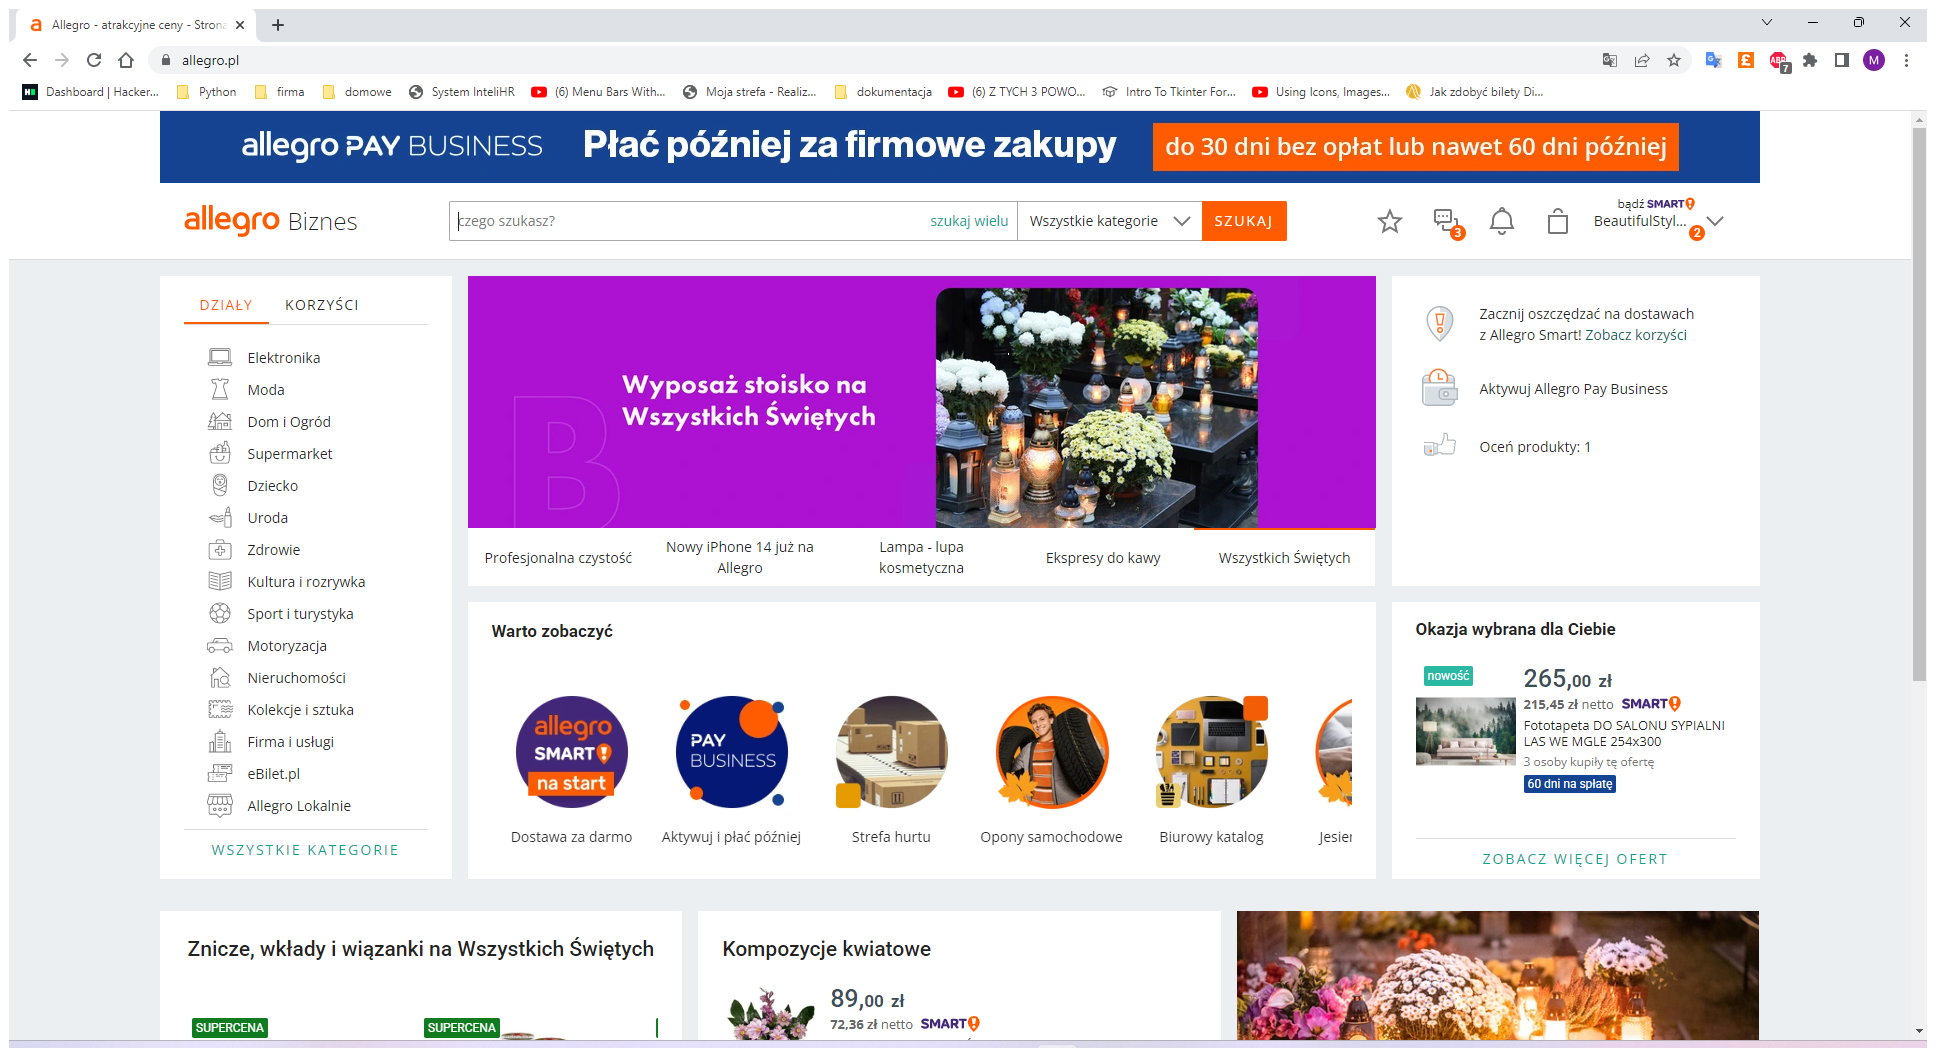 Allegro - atrakcyjne ceny - Strona
allegro.pl
7
M
Dashboard | Hacker...
Python
firma
domowe
System InteliHR
(6) Menu Bars With...
Moja strefa - Realiz...
dokumentacja
(6) Z TYCH 3 POWO...
Intro To Tkinter For...
Using Icons, Images...
Jak zdobyć bilety Di...
allegro PAY BUSINESS Płać później za firmowe zakupy do 30 dni bez opłat lub nawet 60 dni później
allegro Biznes
czego szukasz?
szukaj wielu
Wszystkie kategorie
SZUKAJ
3
bądź SMART!
BeautifulStyl...
2
DZIAŁY
KORZYŚCI
Elektronika
Moda
Dom i Ogród
Supermarket
Dziecko
Uroda
Zdrowie
Kultura i rozrywka
Sport i turystyka
Motoryzacja
Nieruchomości
Kolekcje i sztuka
Firma i usługi
eBilet.pl
Allegro Lokalnie
WSZYSTKIE KATEGORIE
B
Wyposaż stoisko na
Wszystkich Świętych
Profesjonalna czystość
Nowy iPhone 14 już na
Allegro
Lampa - lupa
kosmetyczna
Ekspresy do kawy
Wszystkich Świętych
Zacznij oszczędzać na dostawach
z Allegro Smart! Zobacz korzyści
Aktywuj Allegro Pay Business
Oceń produkty: 1
Warto zobaczyć
allegro
SMART!
na start
Dostawa za darmo
PAY
BUSINESS
Aktywuj i płać później
Strefa hurtu
Opony samochodowe
Biurowy katalog
Jesier
Okazja wybrana dla Ciebie
nowość
265,00 zł
215,45 zł netto SMART!
Fototapeta DO SALONU SYPIALNI
LAS WE MGLE 254x300
3 osoby kupiły tę ofertę
60 dni na spłatę
ZOBACZ WIĘCEJ OFERT
Znicze, wkłady i wiązanki na Wszystkich Świętych
SUPERCENA
SUPERCENA
Kompozycje kwiatowe
89,00 zł
72,36 zł netto SMART!